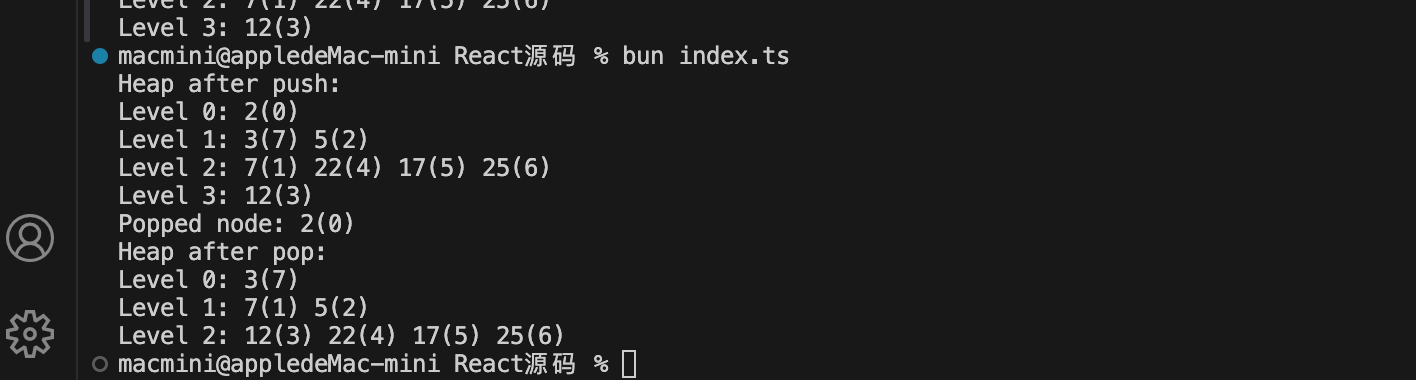 Level 2: 7(1) 22(4) 17(5) 25(6)
Level 3: 12(3)
macmini@appledeMac-mini React源码 % bun index.ts
Heap after push:
Level 0: 2(0)
Level 1: 3(7) 5(2)
Level 2: 7(1) 22(4) 17(5) 25(6)
Level 3: 12(3)
Popped node: 2(0)
Heap after pop:
Level 0: 3(7)
Level 1: 7(1) 5(2)
Level 2: 12(3) 22(4) 17(5) 25(6)
macmini@appledeMac-mini React源码 %